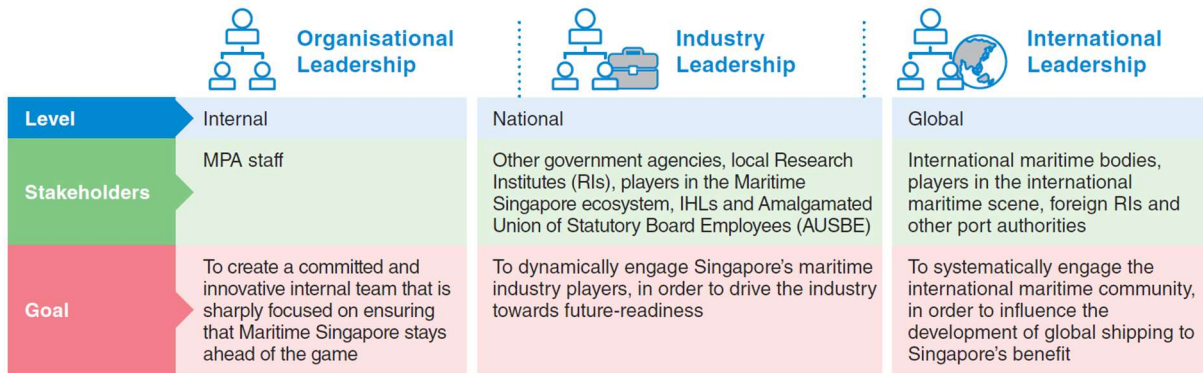 Organisational
Leadership
Industry
Leadership
International
Leadership
Level
Internal
National
Global
Stakeholders
MPA staff
Other government agencies, local Research
Institutes (RIs), players in the Maritime
Singapore ecosystem, IHLs and Amalgamated
Union of Statutory Board Employees (AUSBE)
International maritime bodies,
players in the international
maritime scene, foreign RIs and
other port authorities
Goal
To create a committed and
innovative internal team that is
sharply focused on ensuring
that Maritime Singapore stays
ahead of the game
To dynamically engage Singapore's maritime
industry players, in order to drive the industry
towards future-readiness
To systematically engage the
international maritime community,
in order to influence the
development of global shipping to
Singapore's benefit